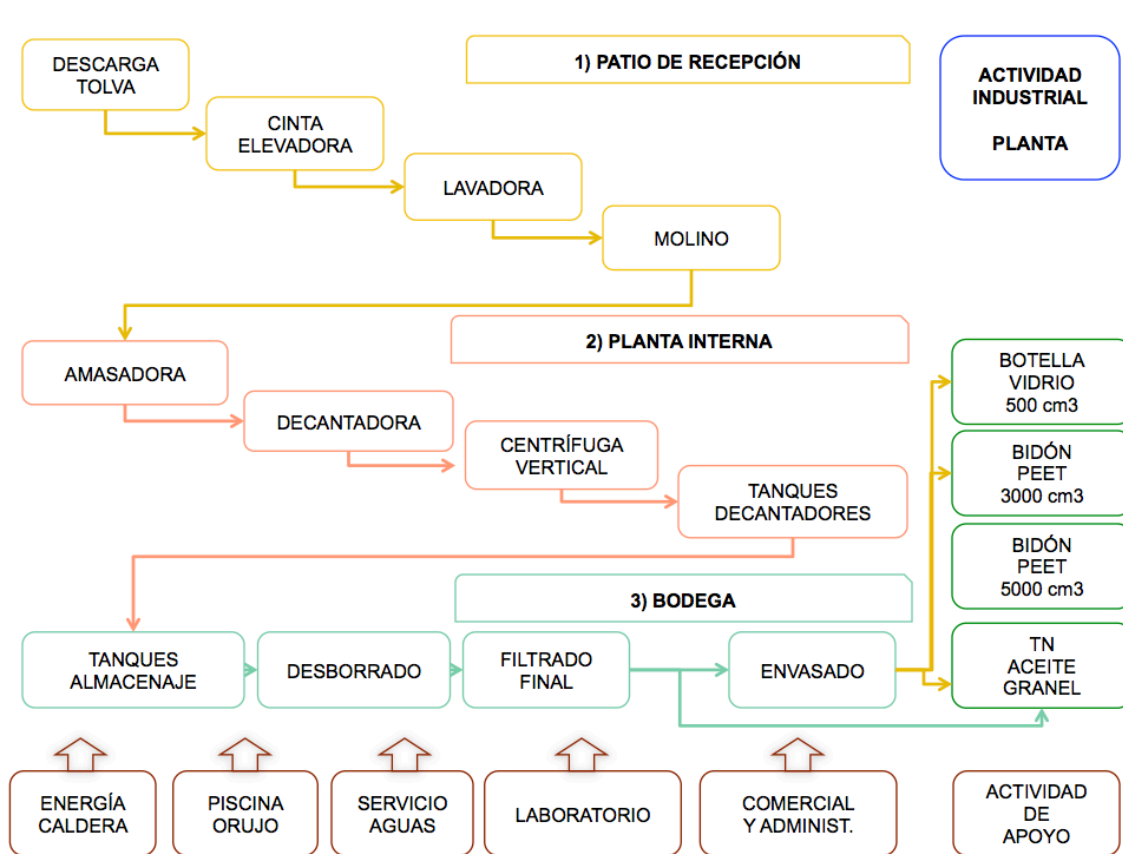 DESCARGA
TOLVA
1) PATIO DE RECEPCIÓN
ACTIVIDAD
INDUSTRIAL
PLANTA
CINTA
ELEVADORA
LAVADORA
MOLINO
2) PLANTA INTERNA
AMASADORA
DECANTADORA
CENTRÍFUGA
VERTICAL
TANQUES
DECANTADORES
BOTELLA
VIDRIO
500 cm3
BIDÓN
PEET
3000 cm3
BIDÓN
PEET
5000 cm3
3) BODEGA
TANQUES
ALMACENAJE
DESBORRADO
FILTRADO
FINAL
ENVASADO
TN
ACEITE
GRANEL
ENERGÍA
CALDERA
PISCINA
ORUJO
SERVICIO
AGUAS
LABORATORIO
COMERCIAL
Y ADMINIST.
ACTIVIDAD
DE
APOYO